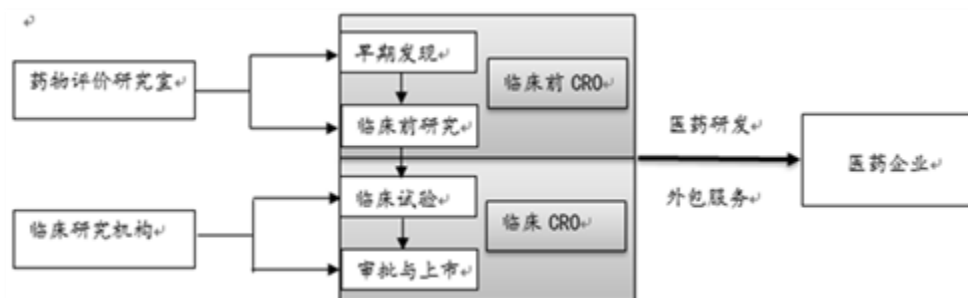 早期发现
药物评价研究室
临床前 CRO
临床前研究
医药研发
医药企业
临床试验
外包服务
临床研究机构
临床 CRO
审批与上市